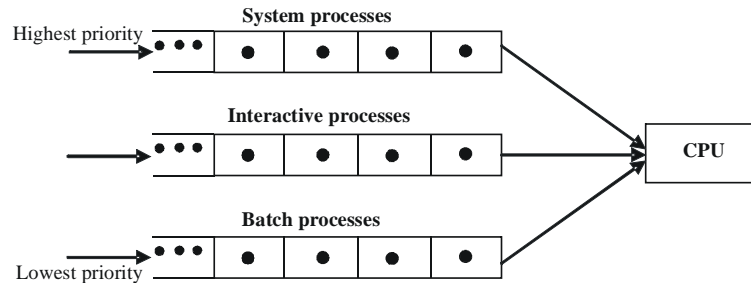 System processes
Highest priority
Interactive processes
CPU
Batch processes
Lowest priority